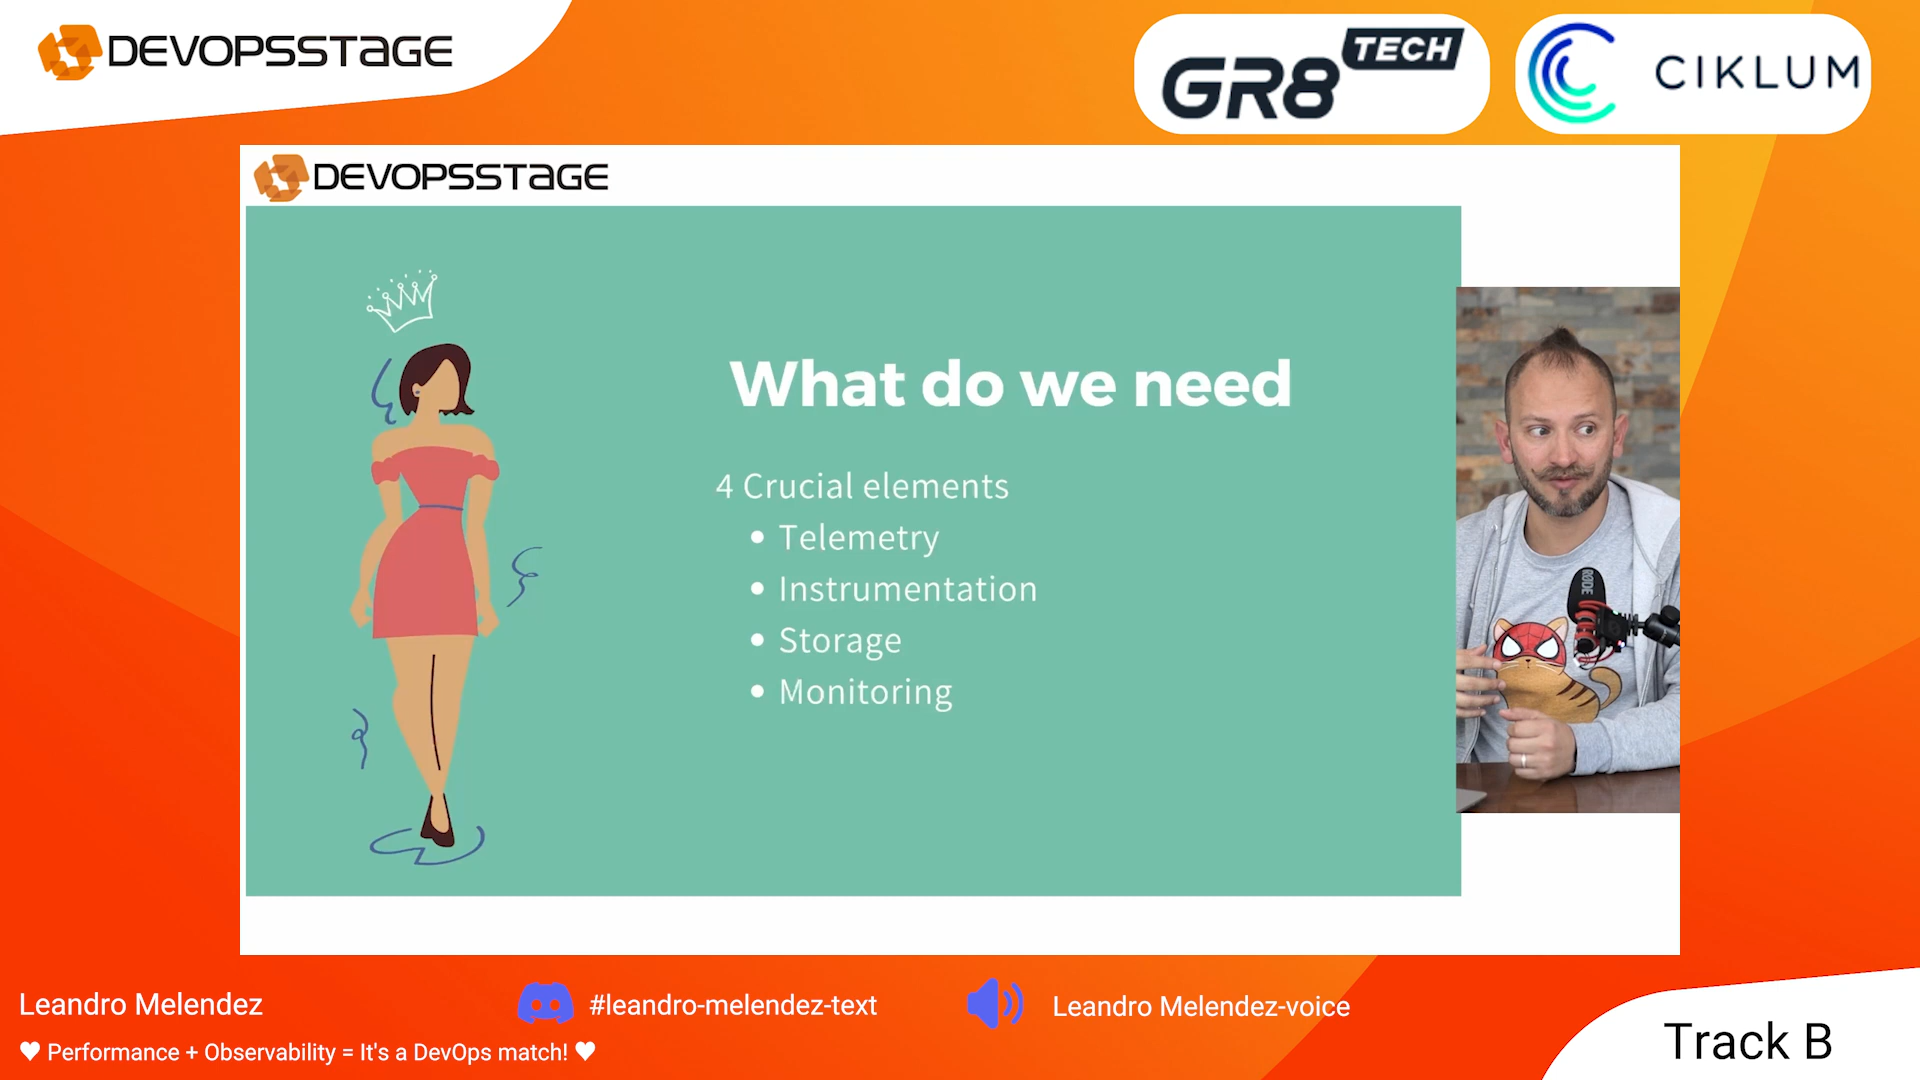 DEVOPSSTAGE
GR8 TECH
CIKLUM
DEVOPSSTAGE
What do we need
4 Crucial elements
• Telemetry
• Instrumentation
• Storage
• Monitoring
RØDE
Leandro Melendez
#leandro-melendez-text
Leandro Melendez-voice
♥ Performance + Observability = It's a DevOps match! ♥
Track B